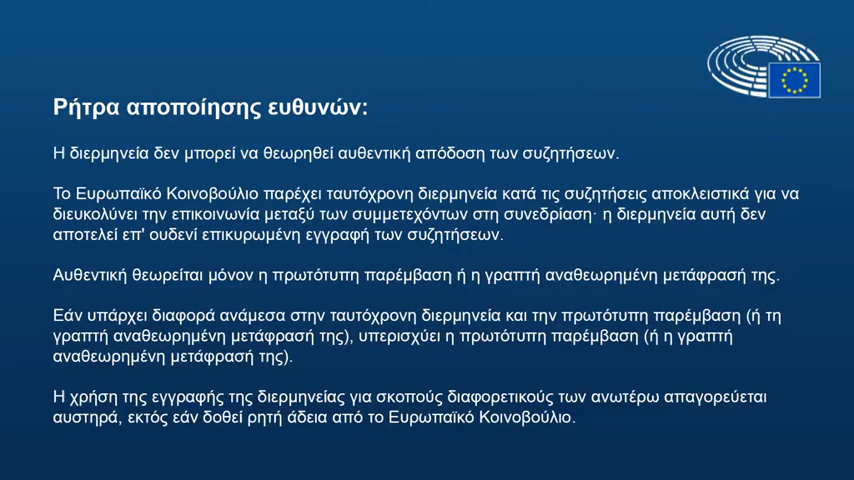 Ρήτρα αποποίησης ευθυνών:
Η διερμηνεία δεν μπορεί να θεωρηθεί αυθεντική απόδοση των συζητήσεων.
Το Ευρωπαϊκό Κοινοβούλιο παρέχει ταυτόχρονη διερμηνεία κατά τις συζητήσεις αποκλειστικά για να
διευκολύνει την επικοινωνία μεταξύ των συμμετεχόντων στη συνεδρίαση· η διερμηνεία αυτή δεν
αποτελεί επ' ουδενί επικυρωμένη εγγραφή των συζητήσεων.
Αυθεντική θεωρείται μόνον η πρωτότυπη παρέμβαση ή η γραπτή αναθεωρημένη μετάφρασή της.
Εάν υπάρχει διαφορά ανάμεσα στην ταυτόχρονη διερμηνεία και την πρωτότυπη παρέμβαση (ή τη
γραπτή αναθεωρημένη μετάφρασή της), υπερισχύει η πρωτότυπη παρέμβαση (ή η γραπτή
αναθεωρημένη μετάφρασή της).
Η χρήση της εγγραφής της διερμηνείας για σκοπούς διαφορετικούς των ανωτέρω απαγορεύεται
αυστηρά, εκτός εάν δοθεί ρητή άδεια από το Ευρωπαϊκό Κοινοβούλιο.